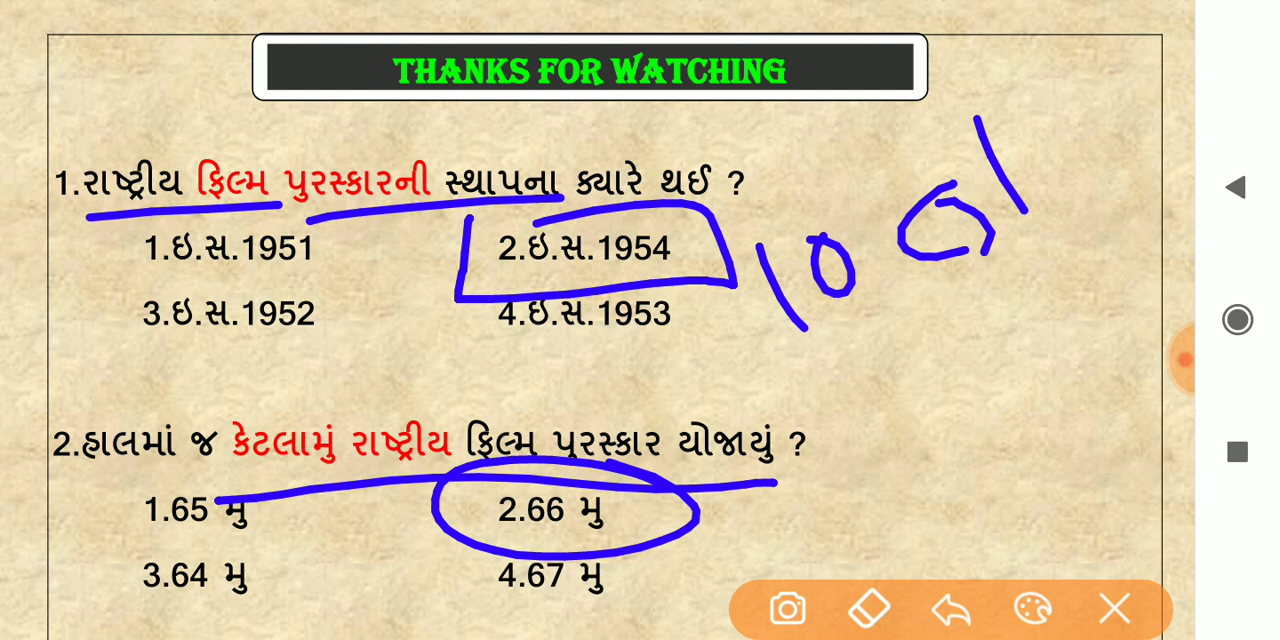 THANKS FOR WATCHING
1.રાષ્ટ્રીય ફિલ્મ પુરસ્કારની સ્થાપના ક્યારે થઈ ?
1.ઇ.સ.1951 2.ઇ.સ.1954
3.ઇ.સ.1952 4.ઇ.સ.1953
2.હાલમાં જ કેટલામું રાષ્ટ્રીય ફિલ્મ પુરસ્કાર યોજાયું ?
1.65 મુ 2.66 મુ
3.64 મુ 4.67 મુ